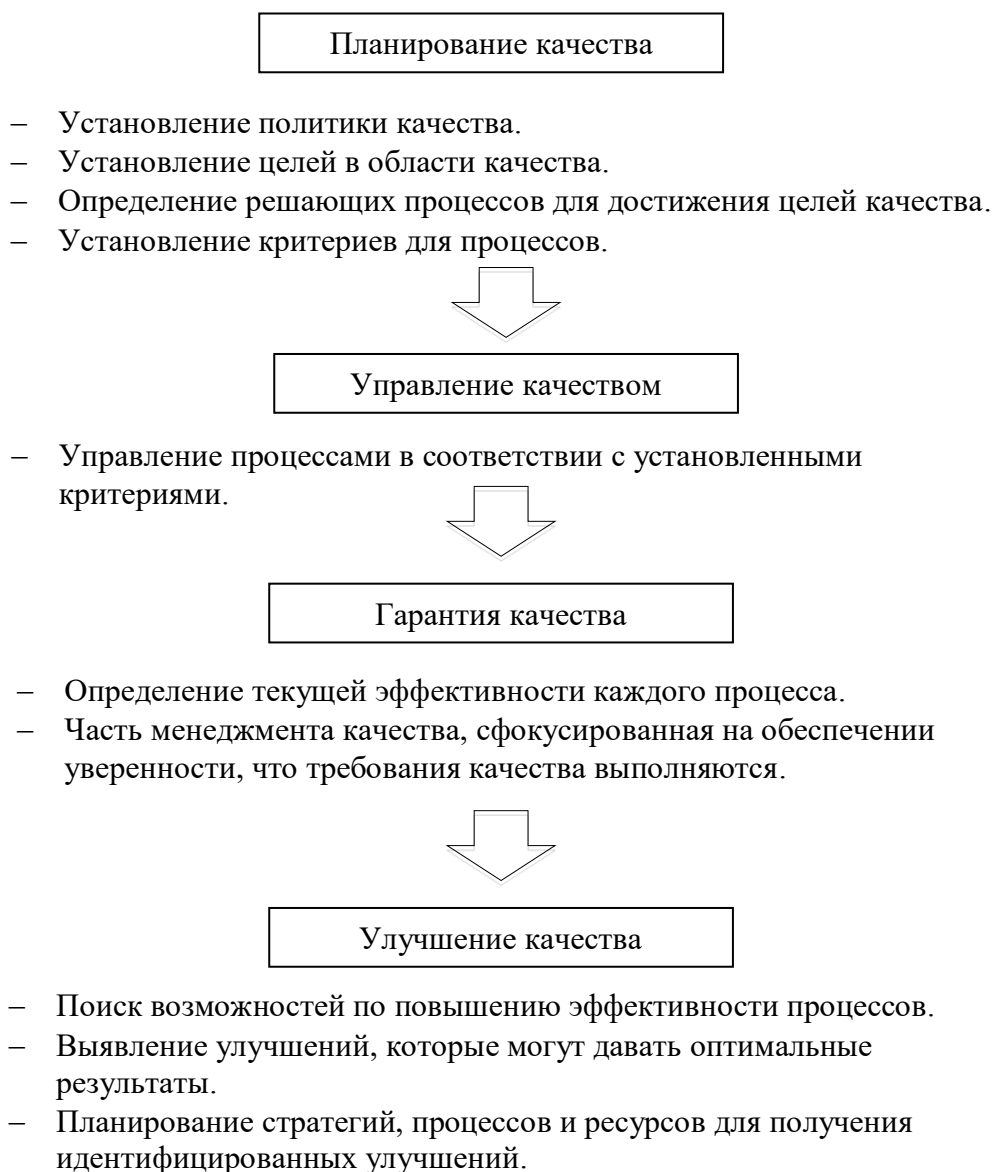 Планирование качества
– Установление политики качества.
– Установление целей в области качества.
– Определение решающих процессов для достижения целей качества.
– Установление критериев для процессов.
Управление качеством
– Управление процессами в соответствии с установленными
критериями.
Гарантия качества
– Определение текущей эффективности каждого процесса.
– Часть менеджмента качества, сфокусированная на обеспечении
уверенности, что требования качества выполняются.
Улучшение качества
– Поиск возможностей по повышению эффективности процессов.
– Выявление улучшений, которые могут давать оптимальные
результаты.
– Планирование стратегий, процессов и ресурсов для получения
идентифицированных улучшений.